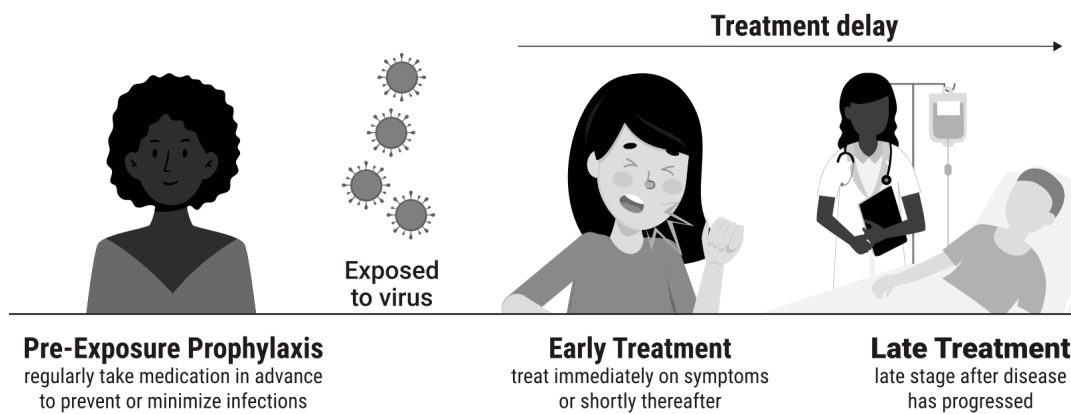 Treatment delay
Exposed
to virus
Pre-Exposure Prophylaxis
regularly take medication in advance
to prevent or minimize infections
Early Treatment
treat immediately on symptoms
or shortly thereafter
Late Treatment
late stage after disease
has progressed